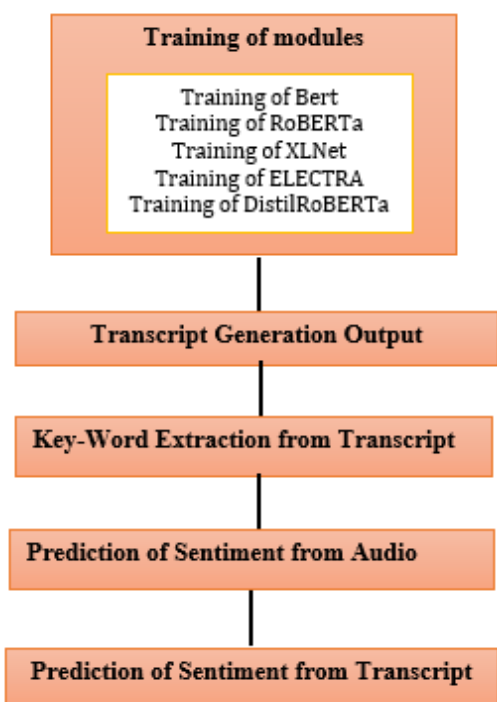 Training of modules
Training of Bert
Training of RoBERTa
Training of XLNet
Training of ELECTRA
Training of DistilRoBERTa
Transcript Generation Output
Key-Word Extraction from Transcript
Prediction of Sentiment from Audio
Prediction of Sentiment from Transcript